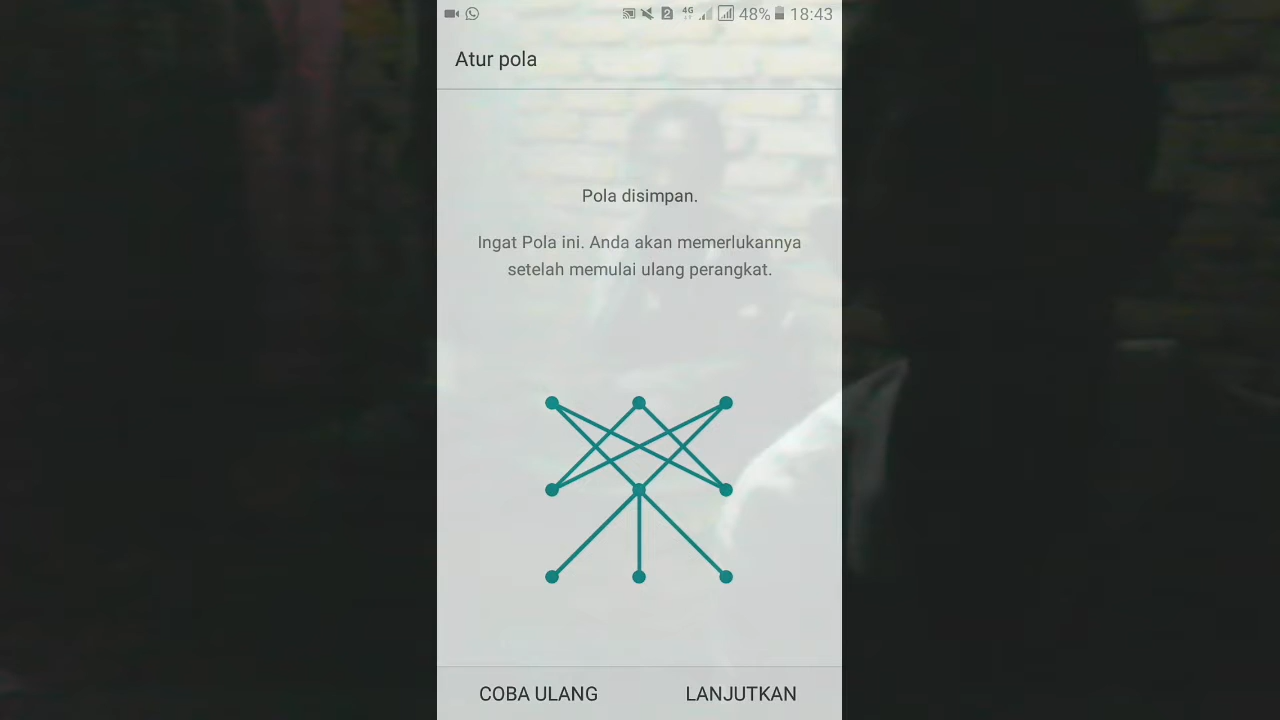 4G 48% 18:43
Atur pola
Pola disimpan.
Ingat Pola ini. Anda akan memerlukannya
setelah memulai ulang perangkat.
COBA ULANG LANJUTKAN